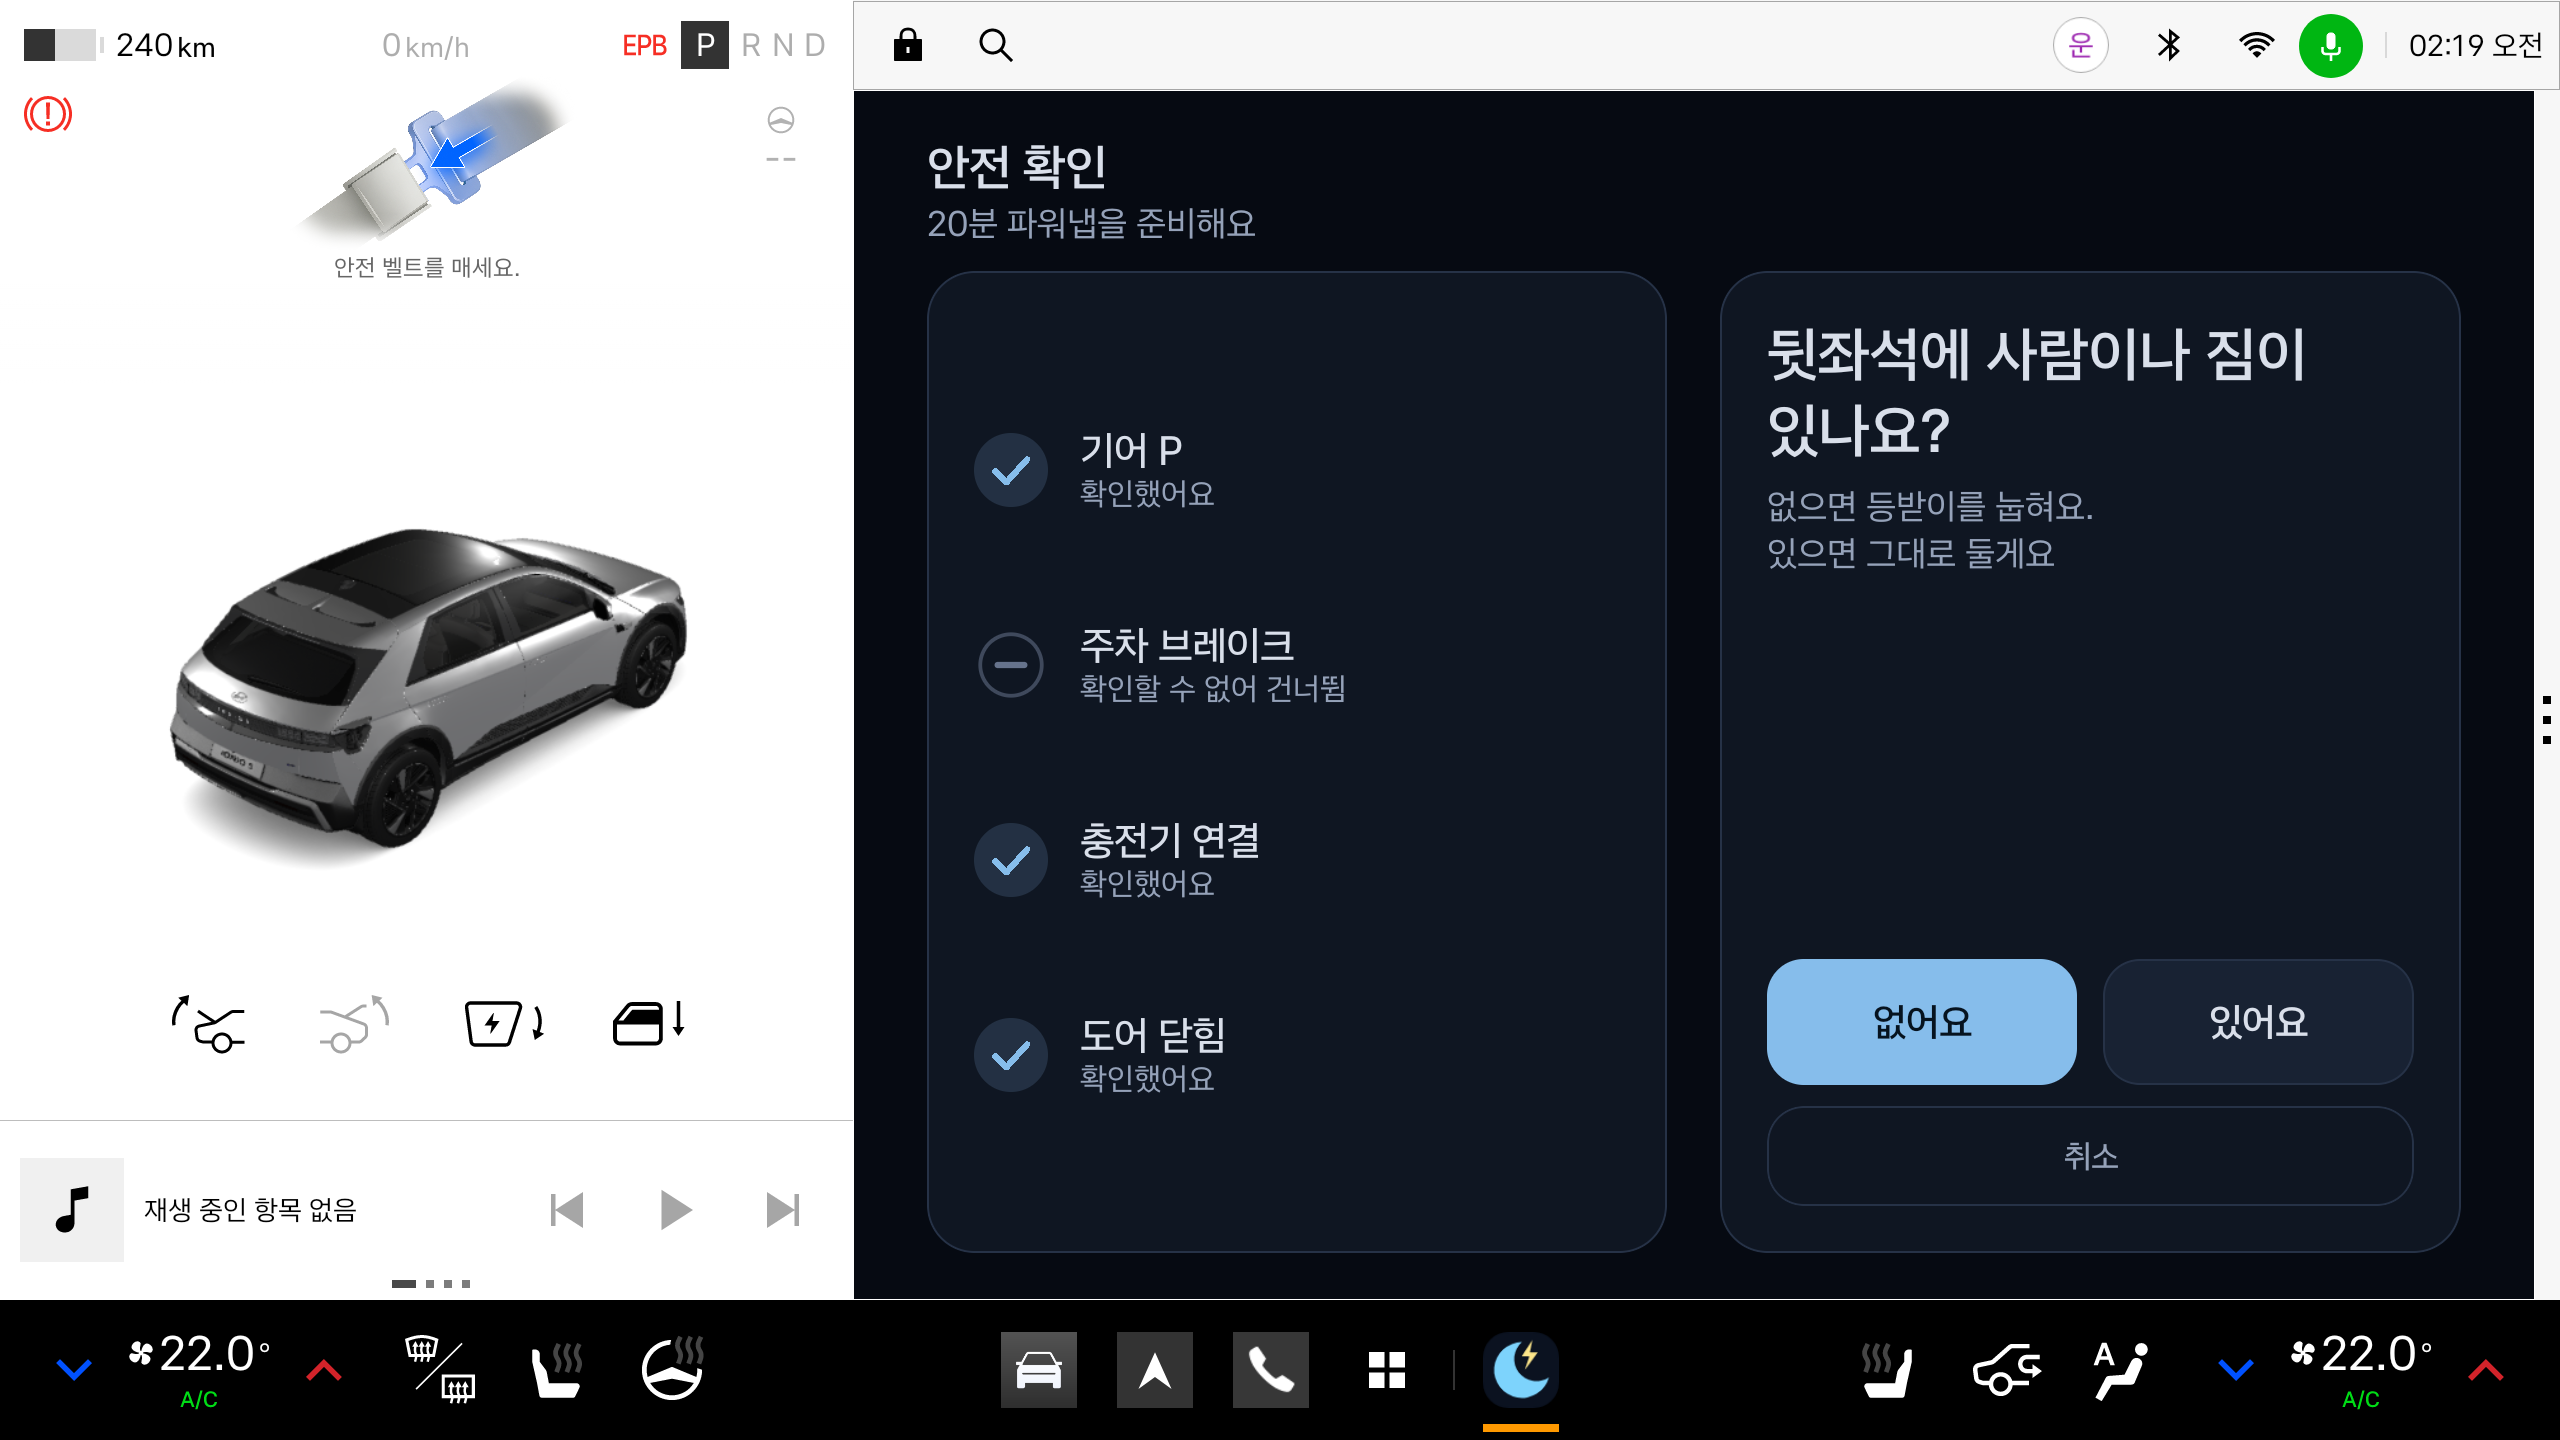 240 km
0 km/h
EPB P R N D
안전 벨트를 매세요.
재생 중인 항목 없음
운
02:19 오전
안전 확인
20분 파워냅을 준비해요
기어 P
확인했어요
주차 브레이크
확인할 수 없어 건너뜀
충전기 연결
확인했어요
도어 닫힘
확인했어요
뒷좌석에 사람이나 짐이
있나요?
없으면 등받이를 눕혀요.
있으면 그대로 둘게요
없어요
있어요
취소
22.0°
A/C
A
22.0°
A/C